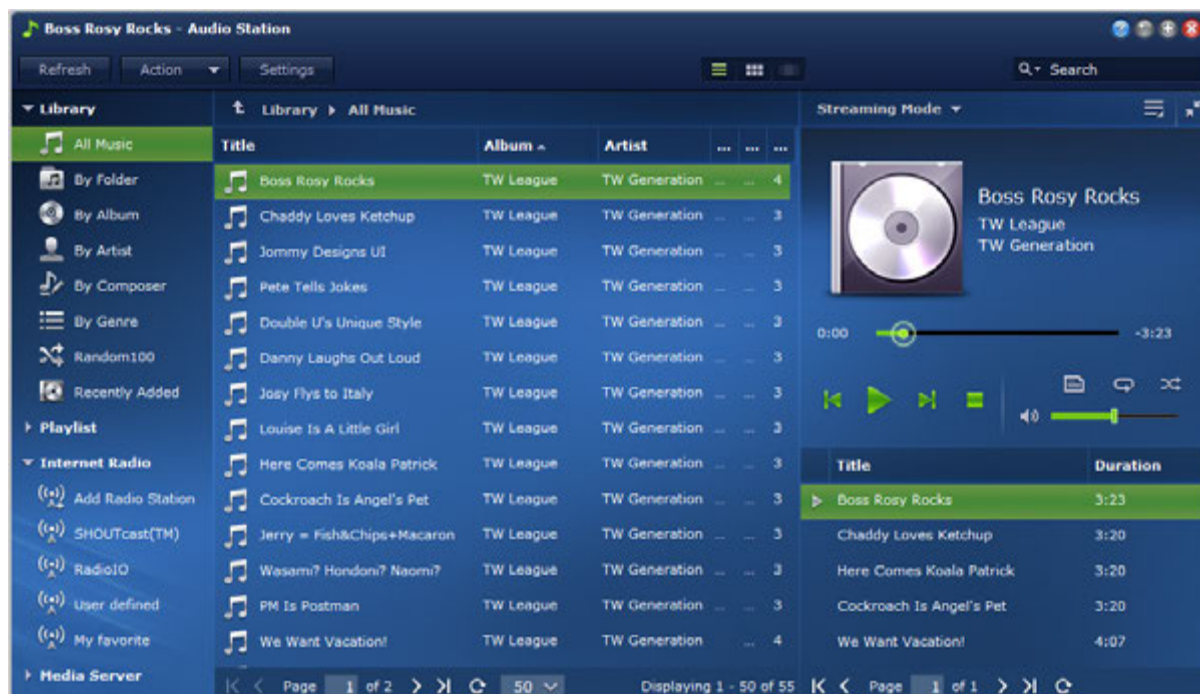 Boss Rosy Rocks - Audio Station
Refresh Action Settings Search
Library
All Music
By Folder
By Album
By Artist
By Composer
By Genre
Random100
Recently Added
Playlist
Internet Radio
Add Radio Station
SHOUTcast(TM)
RadioIO
User defined
My favorite
Media Server
Library All Music
Title Album Artist ... ... ...
Boss Rosy Rocks TW League TW Generation ... ... 4
Chaddy Loves Ketchup TW League TW Generation ... ... 3
Jommy Designs UI TW League TW Generation ... ... 3
Pete Tells Jokes TW League TW Generation ... ... 3
Double U's Unique Style TW League TW Generation ... ... 3
Danny Laughs Out Loud TW League TW Generation ... ... 3
Josy Flys to Italy TW League TW Generation ... ... 3
Louise Is A Little Girl TW League TW Generation ... ... 3
Here Comes Koala Patrick TW League TW Generation ... ... 3
Cockroach Is Angel's Pet TW League TW Generation ... ... 3
Jerry = Fish&Chips+Macaron TW League TW Generation ... ... 3
Wasami? Hondoni? Naomi? TW League TW Generation ... ... 3
PM Is Postman TW League TW Generation ... ... 3
We Want Vacation! TW League TW Generation ... ... 4
Page 1 of 2 50 Displaying 1 - 50 of 55
Streaming Mode
Boss Rosy Rocks
TW League
TW Generation
0:00 -3:23
Title Duration
Boss Rosy Rocks 3:23
Chaddy Loves Ketchup 3:20
Here Comes Koala Patrick 3:20
Cockroach Is Angel's Pet 3:20
We Want Vacation! 4:07
Page 1 of 1